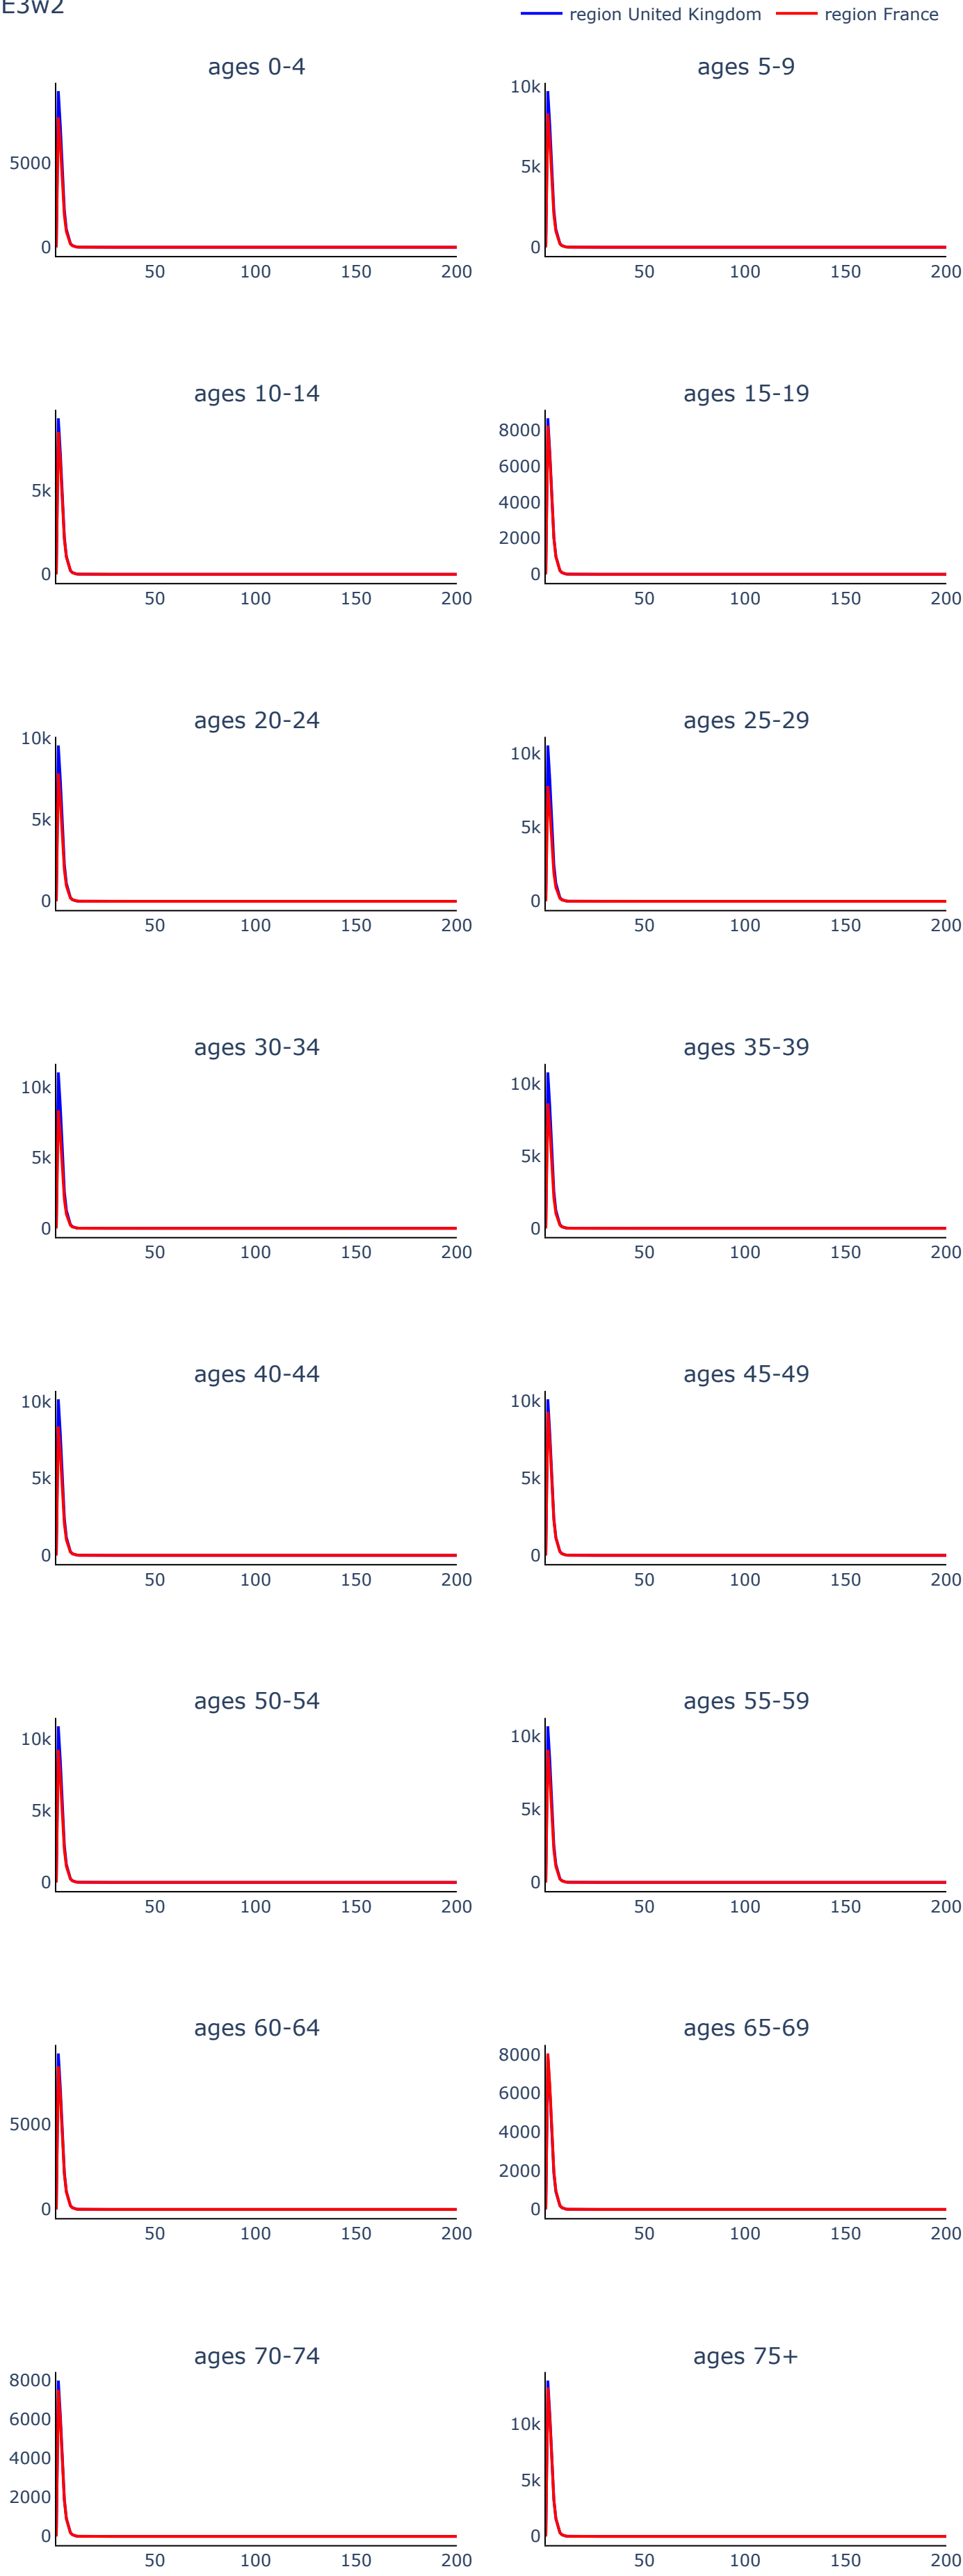 E3w2
region United Kingdom region France
ages 0-4 ages 5-9
10k
5000 5k
0 0
50 100 150 200 50 100 150 200
ages 10-14 ages 15-19
8000
5k 6000
4000
2000
0 0
50 100 150 200 50 100 150 200
ages 20-24 ages 25-29
10k 10k
5k 5k
0 0
50 100 150 200 50 100 150 200
ages 30-34 ages 35-39
10k 10k
5k 5k
0 0
50 100 150 200 50 100 150 200
ages 40-44 ages 45-49
10k 10k
5k 5k
0 0
50 100 150 200 50 100 150 200
ages 50-54 ages 55-59
10k 10k
5k 5k
0 0
50 100 150 200 50 100 150 200
ages 60-64 ages 65-69
8000
6000
5000 4000
2000
0 0
50 100 150 200 50 100 150 200
ages 70-74 ages 75+
8000
6000 10k
4000
2000 5k
0 0
50 100 150 200 50 100 150 200